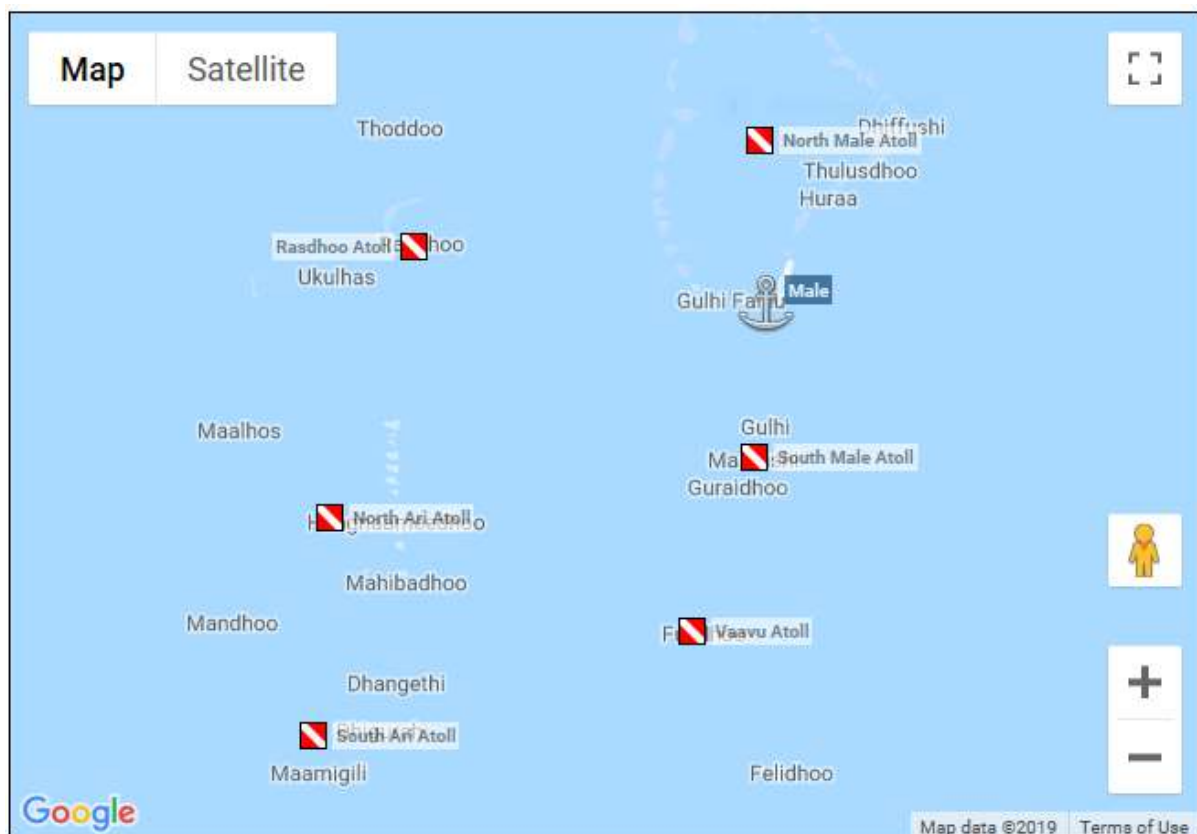 Map Satellite
Thoddoo
Dhiffushi
North Male Atoll
Thulusdhoo
Huraa
Rasdhoo Atoll
Ukulhas
Male
Gulhi
Maalhos
Gulhi
South Male Atoll
Guraidhoo
North Ari Atoll
Mahibadhoo
Mandhoo
Vaavu Atoll
Dhangethi
South Ari Atoll
Maamigili
Felidhoo
Google
Map data ©2019 Terms of Use